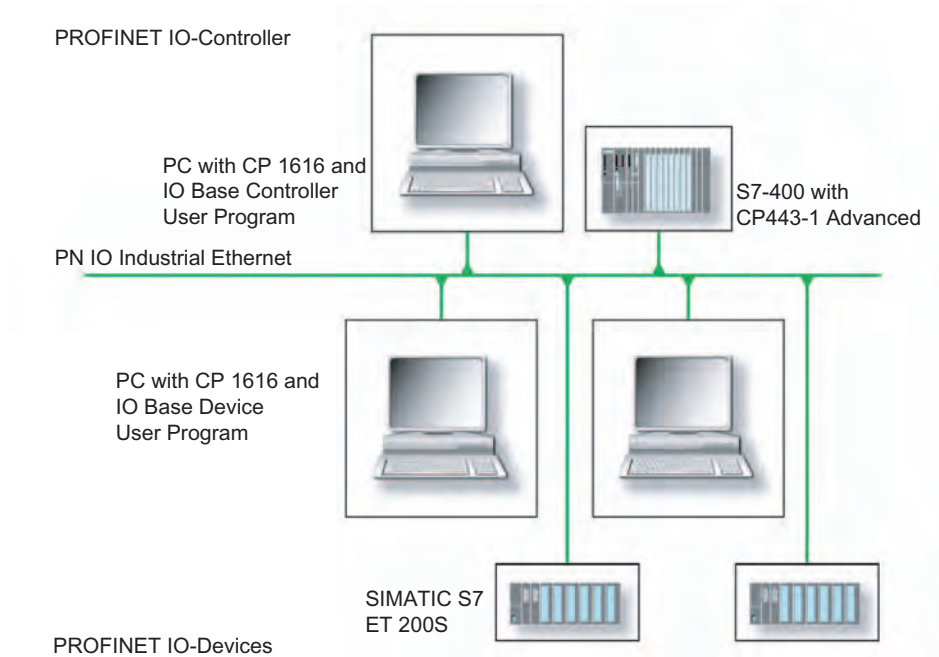 PROFINET IO-Controller
PC with CP 1616 and
IO Base Controller
User Program
S7-400 with
CP443-1 Advanced
PN IO Industrial Ethernet
PC with CP 1616 and
IO Base Device
User Program
SIMATIC S7
ET 200S
PROFINET IO-Devices